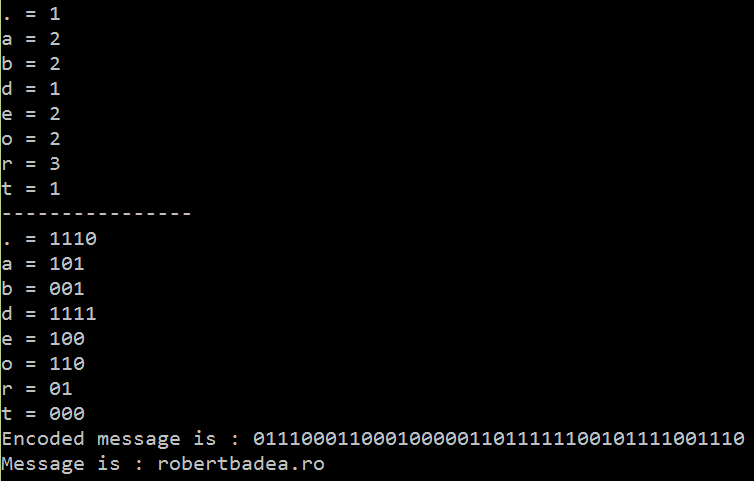 . = 1
a = 2
b = 2
d = 1
e = 2
o = 2
r = 3
t = 1
----------------
. = 1110
a = 101
b = 001
d = 1111
e = 100
o = 110
r = 01
t = 000
Encoded message is : 01110001100010000011011111100101111001110
Message is : robertbadea.ro